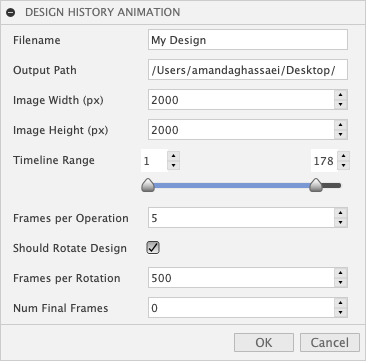 DESIGN HISTORY ANIMATION
Filename My Design
Output Path /Users/amandaghassaei/Desktop/
Image Width (px) 2000
Image Height (px) 2000
Timeline Range 1 178
Frames per Operation 5
Should Rotate Design
Frames per Rotation 500
Num Final Frames 0
OK Cancel